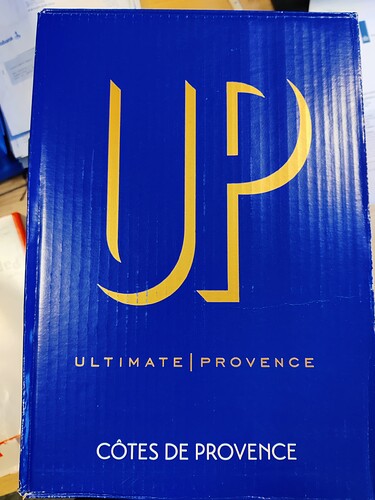 UP
ULTIMATE | PROVENCE
CÔTES DE PROVENCE